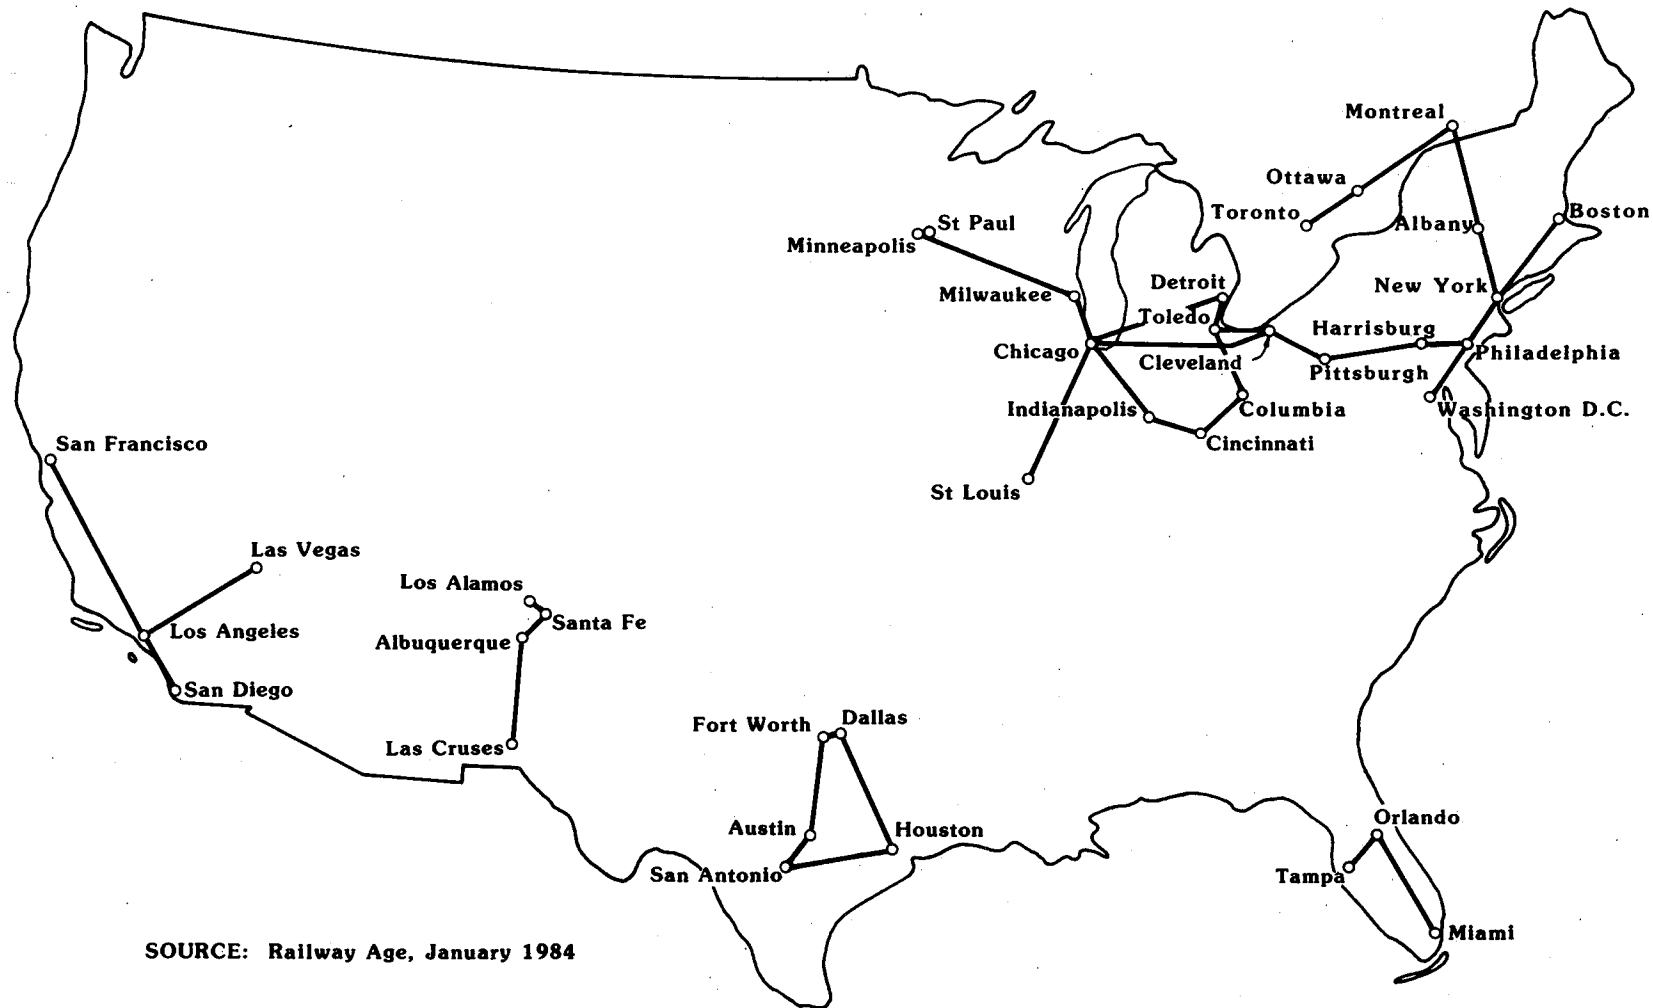 Montreal
Ottawa
Toronto
Albany
Boston
St Paul
Minneapolis
Milwaukee
Detroit
New York
Toledo
Harrisburg
Chicago
Cleveland
Philadelphia
Pittsburgh
Indianapolis
Columbia
Washington D.C.
Cincinnati
San Francisco
St Louis
Las Vegas
Los Alamos
Santa Fe
Los Angeles
Albuquerque
San Diego
Fort Worth
Dallas
Las Cruses
Orlando
Austin
Houston
San Antonio
Tampa
Miami
SOURCE: Railway Age, January 1984